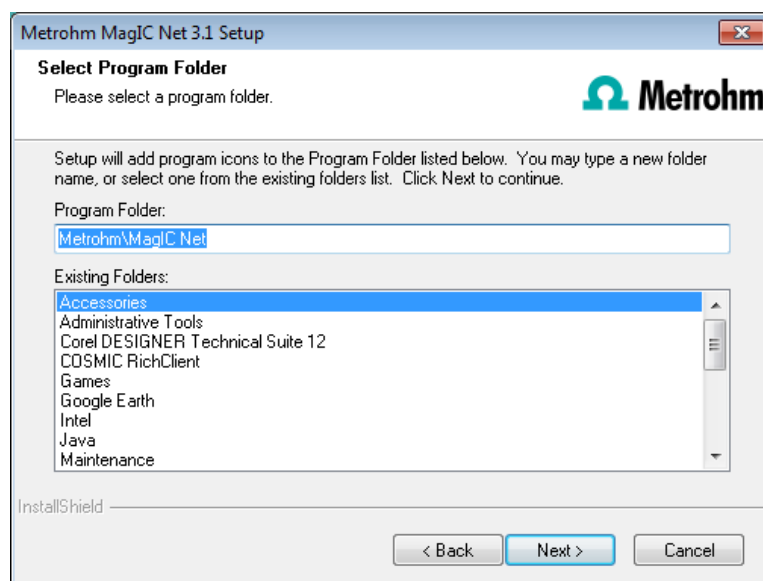 Metrohm MagIC Net 3.1 Setup
Select Program Folder
Please select a program folder.
Metrohm
Setup will add program icons to the Program Folder listed below. You may type a new folder
name, or select one from the existing folders list. Click Next to continue.
Program Folder:
Metrohm\MagIC Net
Existing Folders:
Accessories
Administrative Tools
Corel DESIGNER Technical Suite 12
COSMIC RichClient
Games
Google Earth
Intel
Java
Maintenance
InstallShield
< Back
Next >
Cancel